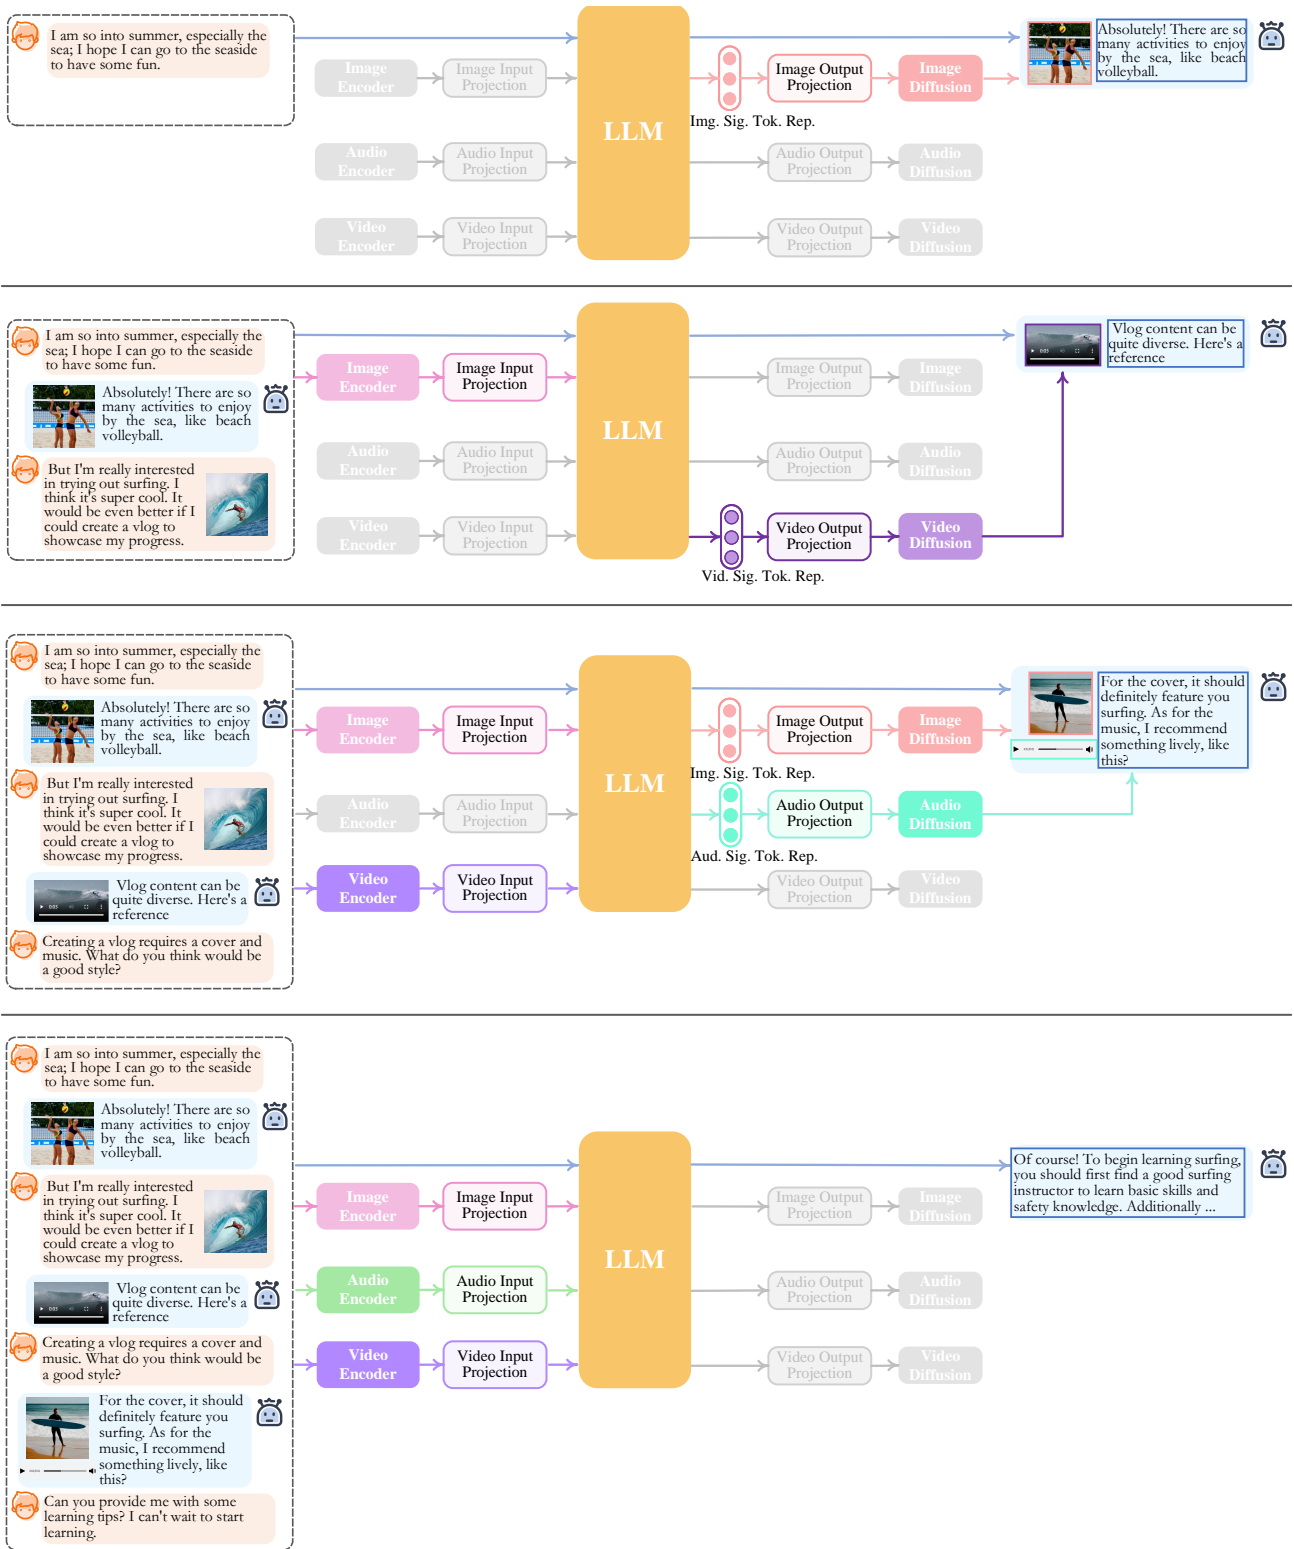 I am so into summer, especially the
sea; I hope I can go to the seaside
to have some fun.
Image
Encoder
Image Input
Projection
Audio
Encoder
Audio Input
Projection
Video
Encoder
Video Input
Projection
LLM
Img. Sig. Tok. Rep.
Image Output
Projection
Image
Diffusion
Audio Output
Projection
Audio
Diffusion
Video Output
Projection
Video
Diffusion
Absolutely! There are so
many activities to enjoy
by the sea, like beach
volleyball.
I am so into summer, especially the
sea; I hope I can go to the seaside
to have some fun.
Absolutely! There are so
many activities to enjoy
by the sea, like beach
volleyball.
But I'm really interested
in trying out surfing. I
think it's super cool. It
would be even better if I
could create a vlog to
showcase my progress.
Image
Encoder
Image Input
Projection
Audio
Encoder
Audio Input
Projection
Video
Encoder
Video Input
Projection
LLM
Image Output
Projection
Image
Diffusion
Audio Output
Projection
Audio
Diffusion
Vid. Sig. Tok. Rep.
Video Output
Projection
Video
Diffusion
0:03
Vlog content can be
quite diverse. Here's a
reference
I am so into summer, especially the
sea; I hope I can go to the seaside
to have some fun.
Absolutely! There are so
many activities to enjoy
by the sea, like beach
volleyball.
But I'm really interested
in trying out surfing. I
think it's super cool. It
would be even better if I
could create a vlog to
showcase my progress.
0:03
Vlog content can be
quite diverse. Here's a
reference
Creating a vlog requires a cover and
music. What do you think would be
a good style?
Image
Encoder
Image Input
Projection
Audio
Encoder
Audio Input
Projection
Video
Encoder
Video Input
Projection
LLM
Img. Sig. Tok. Rep.
Image Output
Projection
Image
Diffusion
Aud. Sig. Tok. Rep.
Audio Output
Projection
Audio
Diffusion
Video Output
Projection
Video
Diffusion
For the cover, it should
definitely feature you
surfing. As for the
music, I recommend
something lively, like
this?
I am so into summer, especially the
sea; I hope I can go to the seaside
to have some fun.
Absolutely! There are so
many activities to enjoy
by the sea, like beach
volleyball.
But I'm really interested
in trying out surfing. I
think it's super cool. It
would be even better if I
could create a vlog to
showcase my progress.
0:03
Vlog content can be
quite diverse. Here's a
reference
Creating a vlog requires a cover and
music. What do you think would be
a good style?
For the cover, it should
definitely feature you
surfing. As for the
music, I recommend
something lively, like
this?
Can you provide me with some
learning tips? I can't wait to start
learning.
Image
Encoder
Image Input
Projection
Audio
Encoder
Audio Input
Projection
Video
Encoder
Video Input
Projection
LLM
Image Output
Projection
Image
Diffusion
Audio Output
Projection
Audio
Diffusion
Video Output
Projection
Video
Diffusion
Of course! To begin learning surfing,
you should first find a good surfing
instructor to learn basic skills and
safety knowledge. Additionally ...